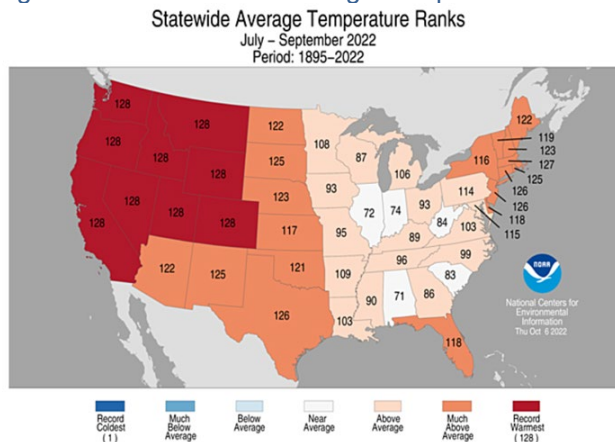 Statewide Average Temperature Ranks
July – September 2022
Period: 1895–2022
128
128
122
108
122
128
128
128
125
87
106
116
119
123
127
125
126
126
118
115
128
128
128
128
123
93
72
74
93
114
84
103
117
95
89
122
125
121
109
96
99
126
103
90
71
86
83
118
NOAA
National Centers for
Environmental
Information
Thu Oct 6 2022
Record
Coldest
(1)
Much
Below
Average
Below
Average
Near
Average
Above
Average
Much
Above
Average
Record
Warmest
(128)